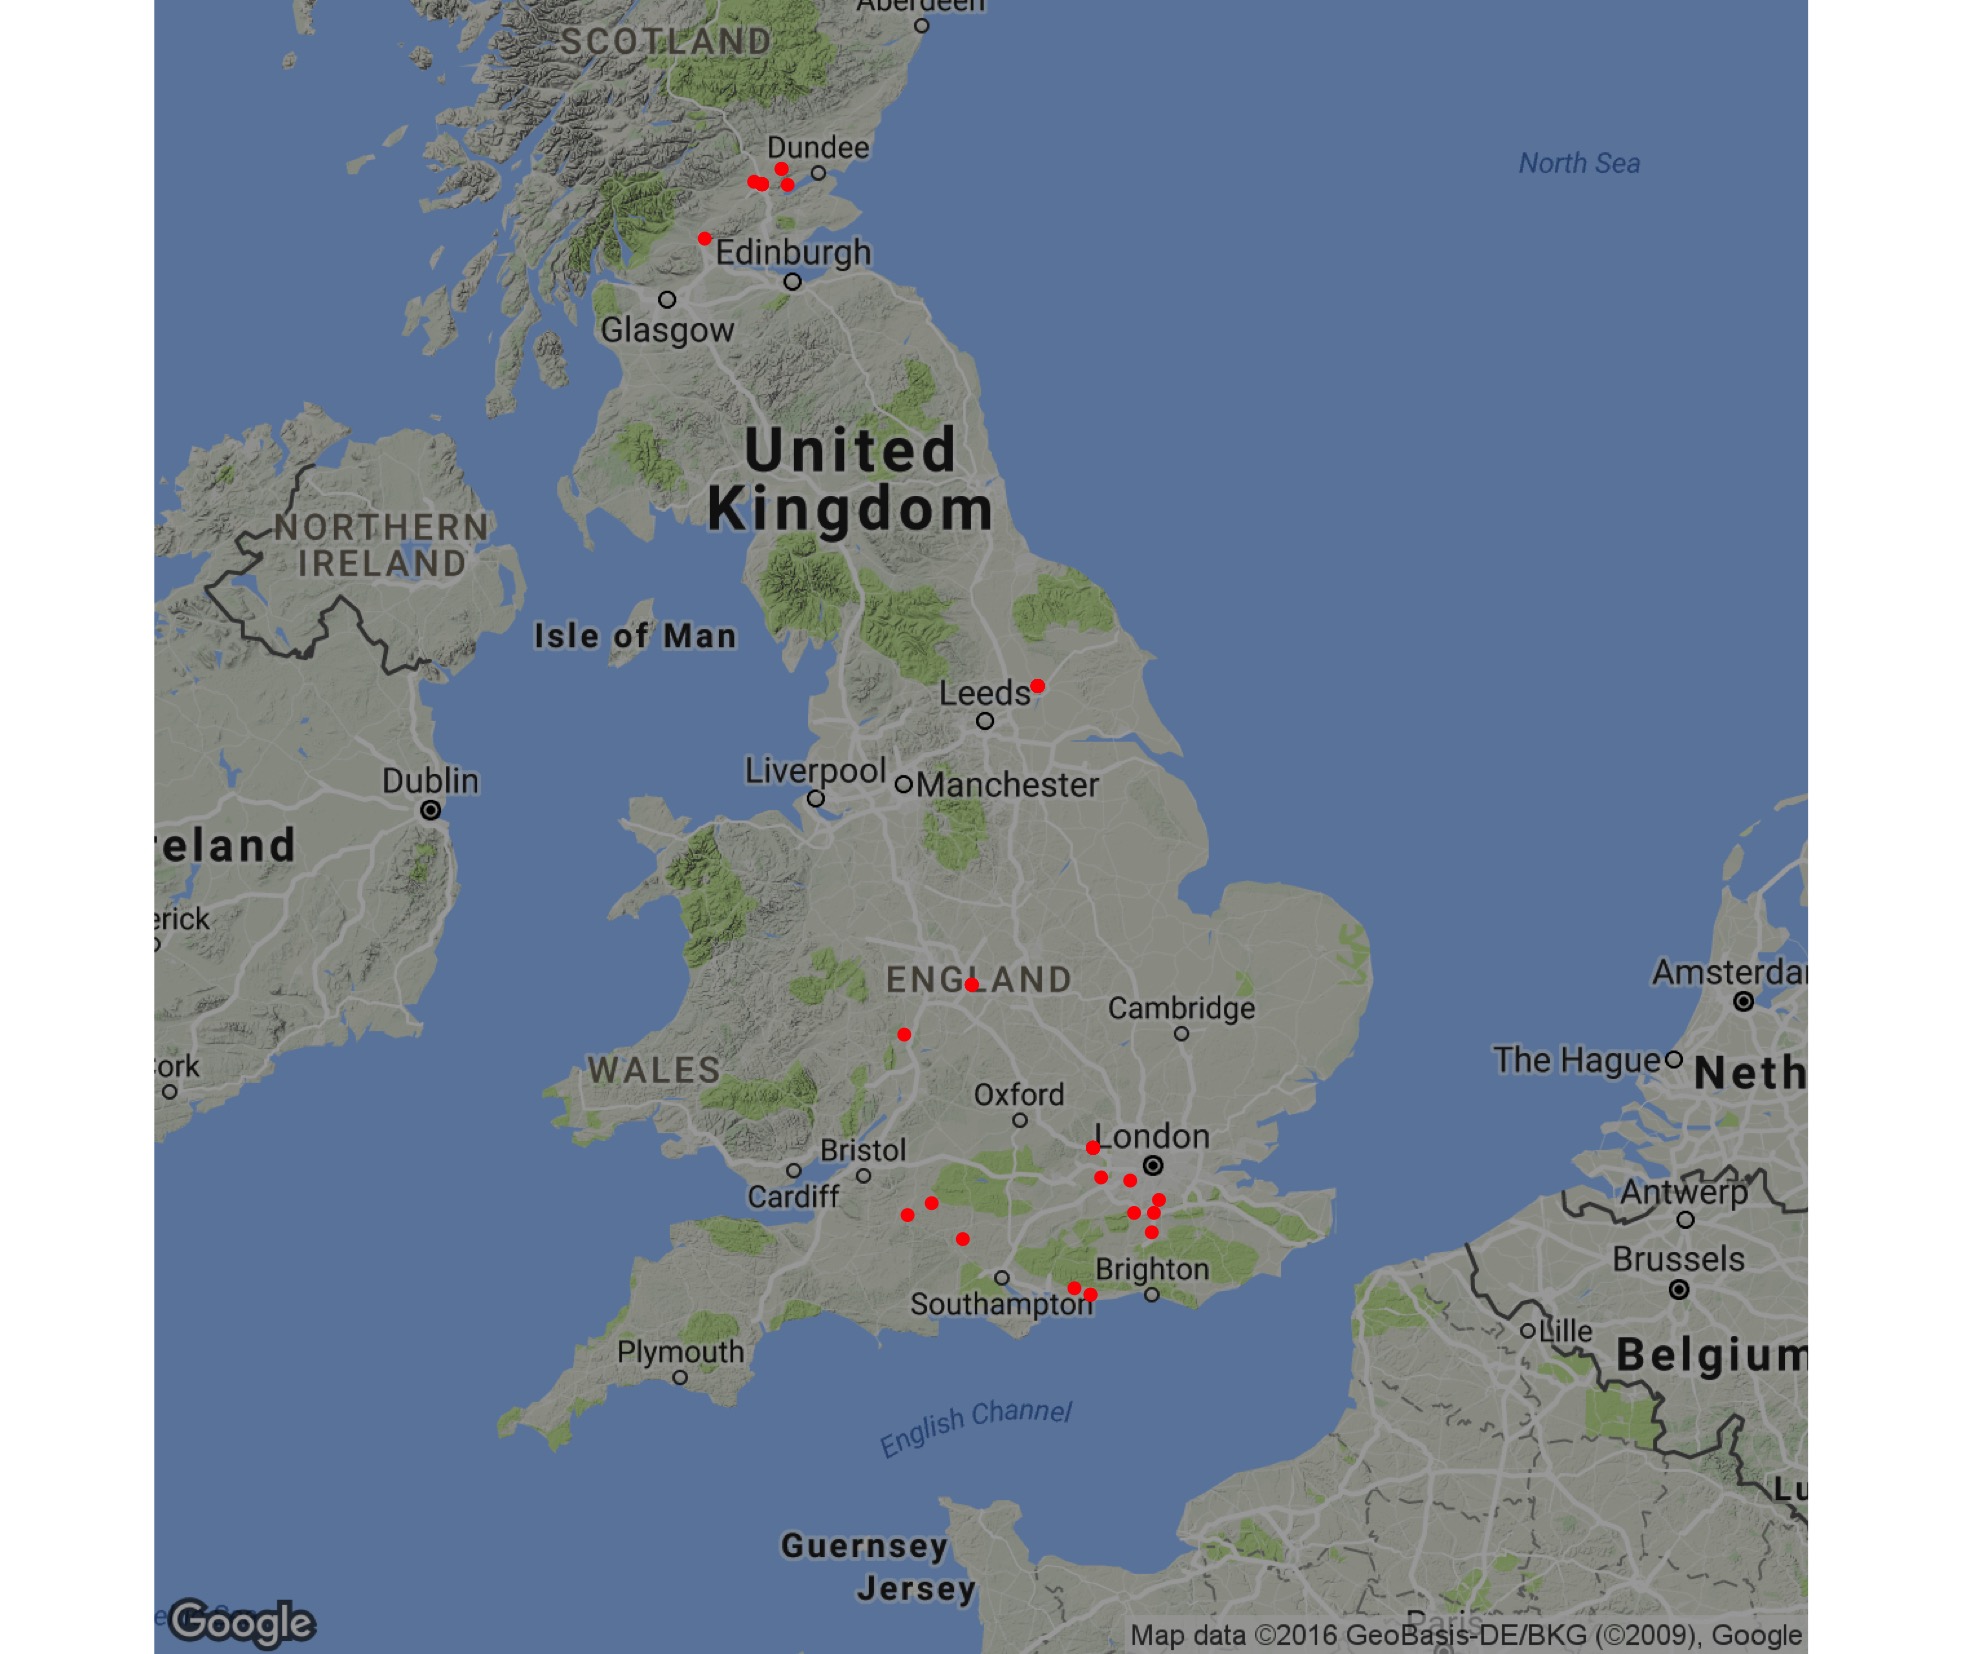 Aberdeen
SCOTLAND
Dundee
North Sea
Edinburgh
Glasgow
United
Kingdom
NORTHERN
IRELAND
Isle of Man
Leeds
Liverpool
Manchester
Dublin
reland
erick
ENGLAND
Amsterda
Cambridge
The Hague
Neth
ork
WALES
Oxford
London
Bristol
Cardiff
Antwerp
Brighton
Brussels
Southampton
Lille
Plymouth
Belgium
English Channel
Lu
Guernsey
Jersey
Google
Paris
Map data ©2016 GeoBasis-DE/BKG (©2009), Google